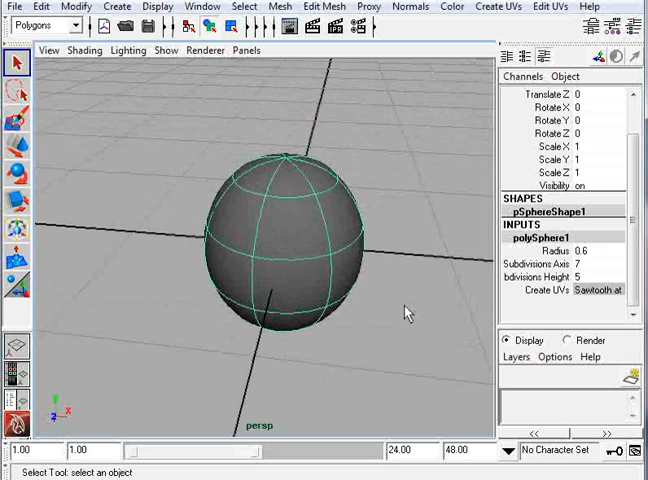 File Edit Modify Create Display Window Select Mesh Edit Mesh Proxy Normals Color Create UVs Edit UVs Help
Polygons
View Shading Lighting Show Renderer Panels
Channels Object
Translate Z 0
Rotate X 0
Rotate Y 0
Rotate Z 0
Scale X 1
Scale Y 1
Scale Z 1
Visibility on
SHAPES
pSphereShape1
INPUTS
polySphere1
Radius 0.6
Subdivisions Axis 7
bdivisions Height 5
Create UVs Sawtooth at.
Display Render
Layers Options Help
<< >>
y
x
z
persp
1.00 1.00 24.00 48.00 No Character Set
Select Tool: select an object